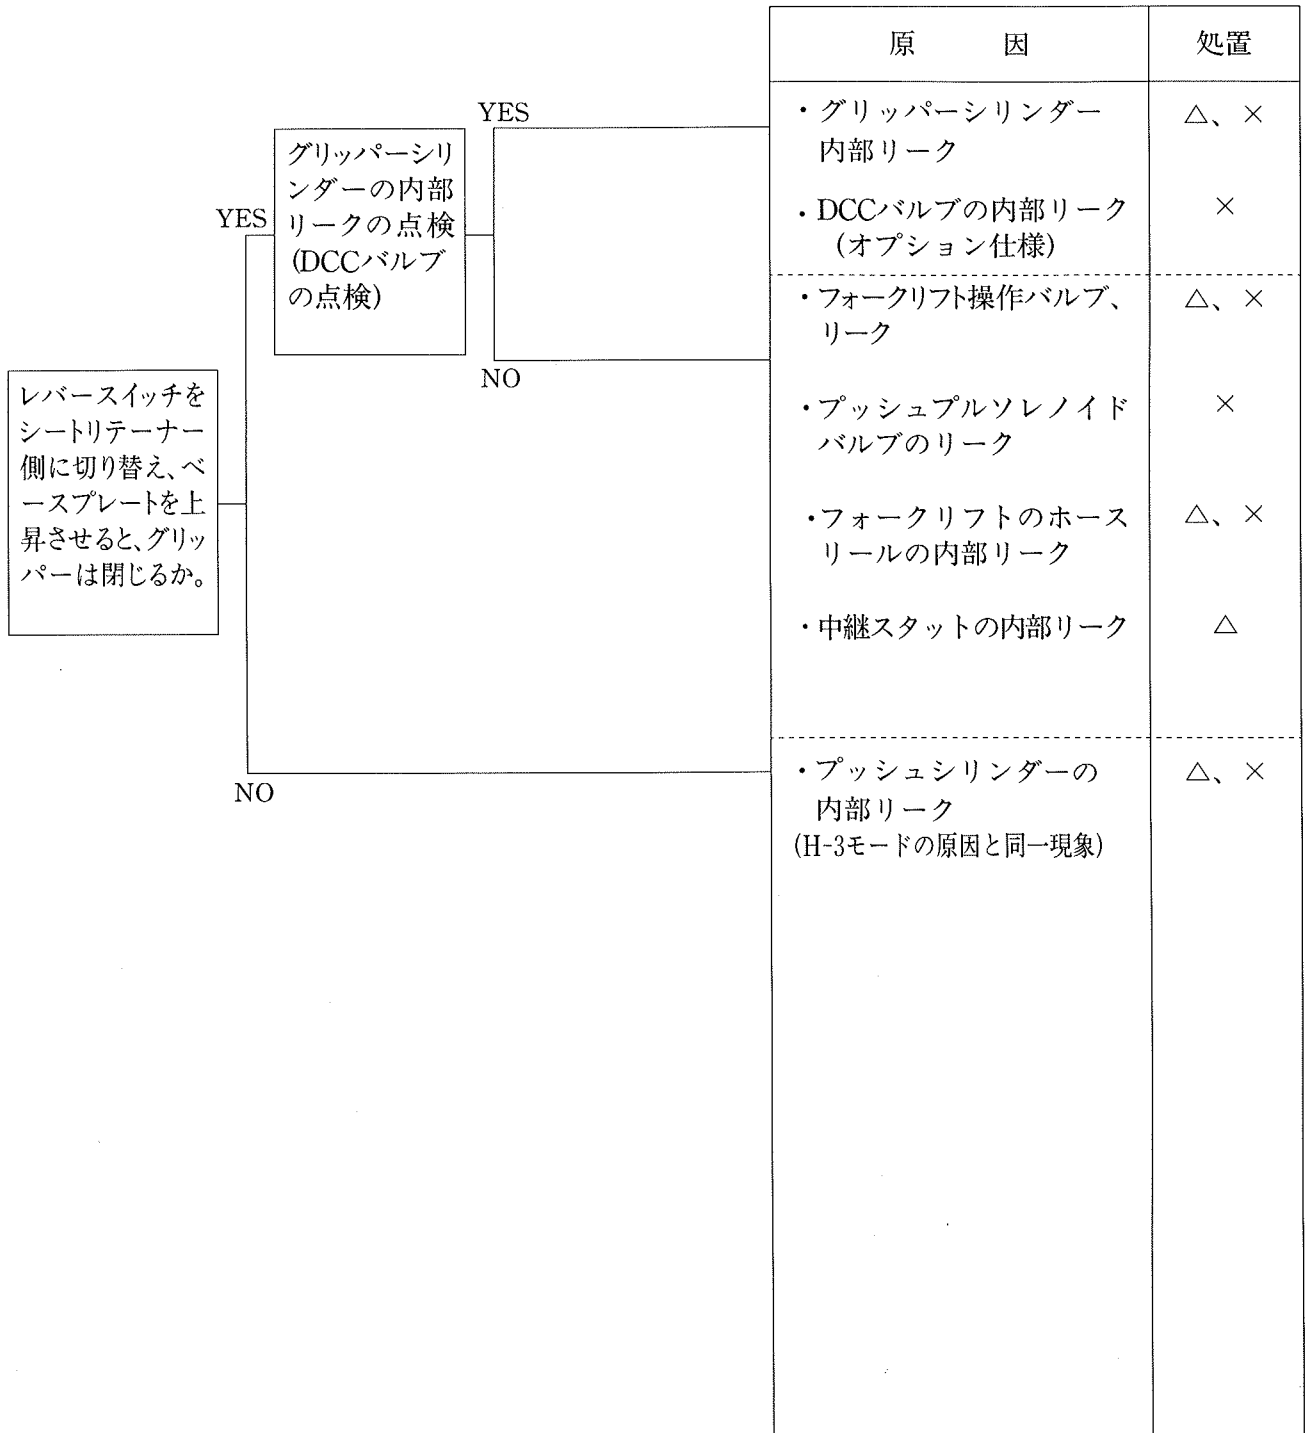 原　因　処置
レバースイッチを
シートリテーナー
側に切り替え、ベ
ースプレートを上
昇させると、グリッ
パーは閉じるか。
YES
グリッパーシリ
ンダーの内部
リークの点検
(DCCバルブ
の点検)
YES
・グリッパーシリンダー　△、×
内部リーク
・DCCバルブの内部リーク　×
(オプション仕様)
NO
・フォークリフト操作バルブ、　△、×
リーク
・プッシュプルソレノイド　×
バルブのリーク
・フォークリフトのホース　△、×
リールの内部リーク
・中継スタットの内部リーク　△
NO
・プッシュシリンダーの　△、×
内部リーク
(H-3モードの原因と同一現象)